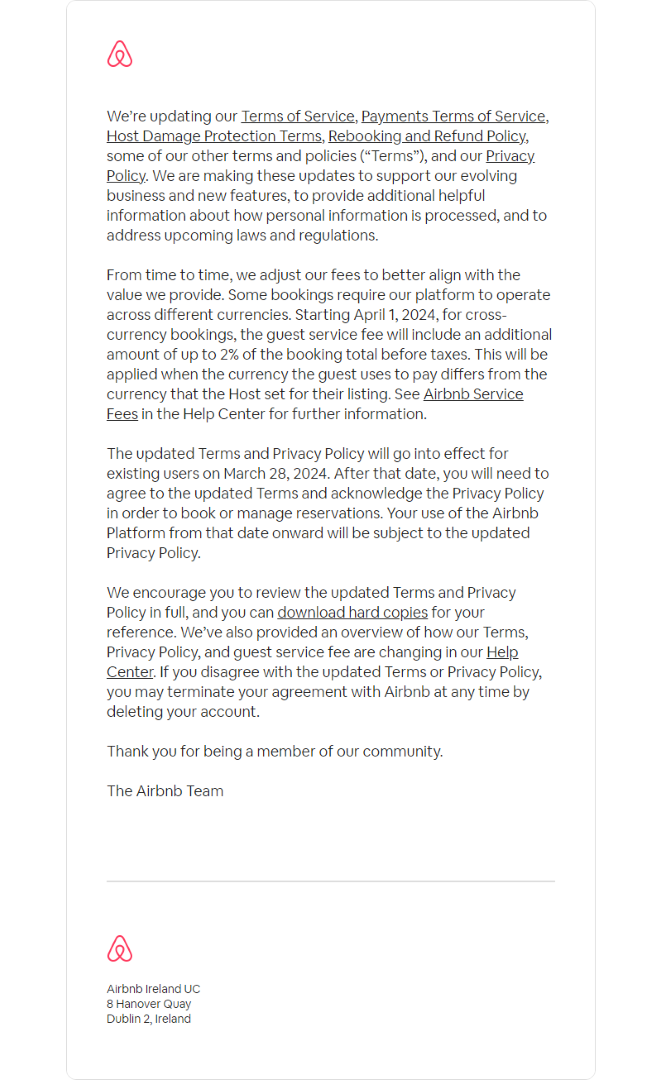 We’re updating our Terms of Service, Payments Terms of Service,
Host Damage Protection Terms, Rebooking and Refund Policy,
some of our other terms and policies (“Terms”), and our Privacy
Policy. We are making these updates to support our evolving
business and new features, to provide additional helpful
information about how personal information is processed, and to
address upcoming laws and regulations.
From time to time, we adjust our fees to better align with the
value we provide. Some bookings require our platform to operate
across different currencies. Starting April 1, 2024, for cross-
currency bookings, the guest service fee will include an additional
amount of up to 2% of the booking total before taxes. This will be
applied when the currency the guest uses to pay differs from the
currency that the Host set for their listing. See Airbnb Service
Fees in the Help Center for further information.
The updated Terms and Privacy Policy will go into effect for
existing users on March 28, 2024. After that date, you will need to
agree to the updated Terms and acknowledge the Privacy Policy
in order to book or manage reservations. Your use of the Airbnb
Platform from that date onward will be subject to the updated
Privacy Policy.
We encourage you to review the updated Terms and Privacy
Policy in full, and you can download hard copies for your
reference. We’ve also provided an overview of how our Terms,
Privacy Policy, and guest service fee are changing in our Help
Center. If you disagree with the updated Terms or Privacy Policy,
you may terminate your agreement with Airbnb at any time by
deleting your account.
Thank you for being a member of our community.
The Airbnb Team
Airbnb Ireland UC
8 Hanover Quay
Dublin 2, Ireland